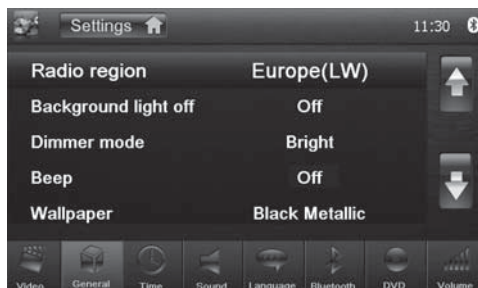 Settings 11:30
Radio region Europe(LW)
Background light off Off
Dimmer mode Bright
Beep Off
Wallpaper Black Metallic
Video General Time Sound Language Bluetooth DVD Volume